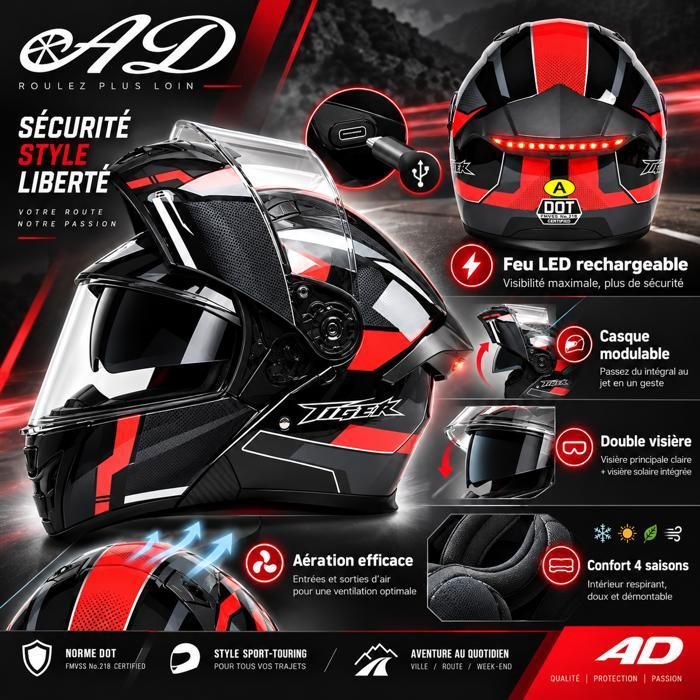 AD
ROULEZ PLUS LOIN
SÉCURITÉ
STYLE
LIBERTÉ
VOTRE ROUTE
NOTRE PASSION
A
DOT
FMVSS No.218
CERTIFIED
Feu LED rechargeable
Visibilité maximale, plus de sécurité
Casque
modulable
Passez du intégral au
jet en un geste
TIGER
Double visière
Visière principale claire
+ visière solaire intégrée
Aération efficace
Entrées et sorties d'air
pour une ventilation optimale
Confort 4 saisons
Intérieur respirant,
doux et démontable
NORME DOT
FMVSS No.218 CERTIFIED
STYLE SPORT-TOURING
POUR TOUS VOS TRAJETS
AVENTURE AU QUOTIDIEN
VILLE / ROUTE / WEEK-END
AD
QUALITÉ | PROTECTION | PASSION